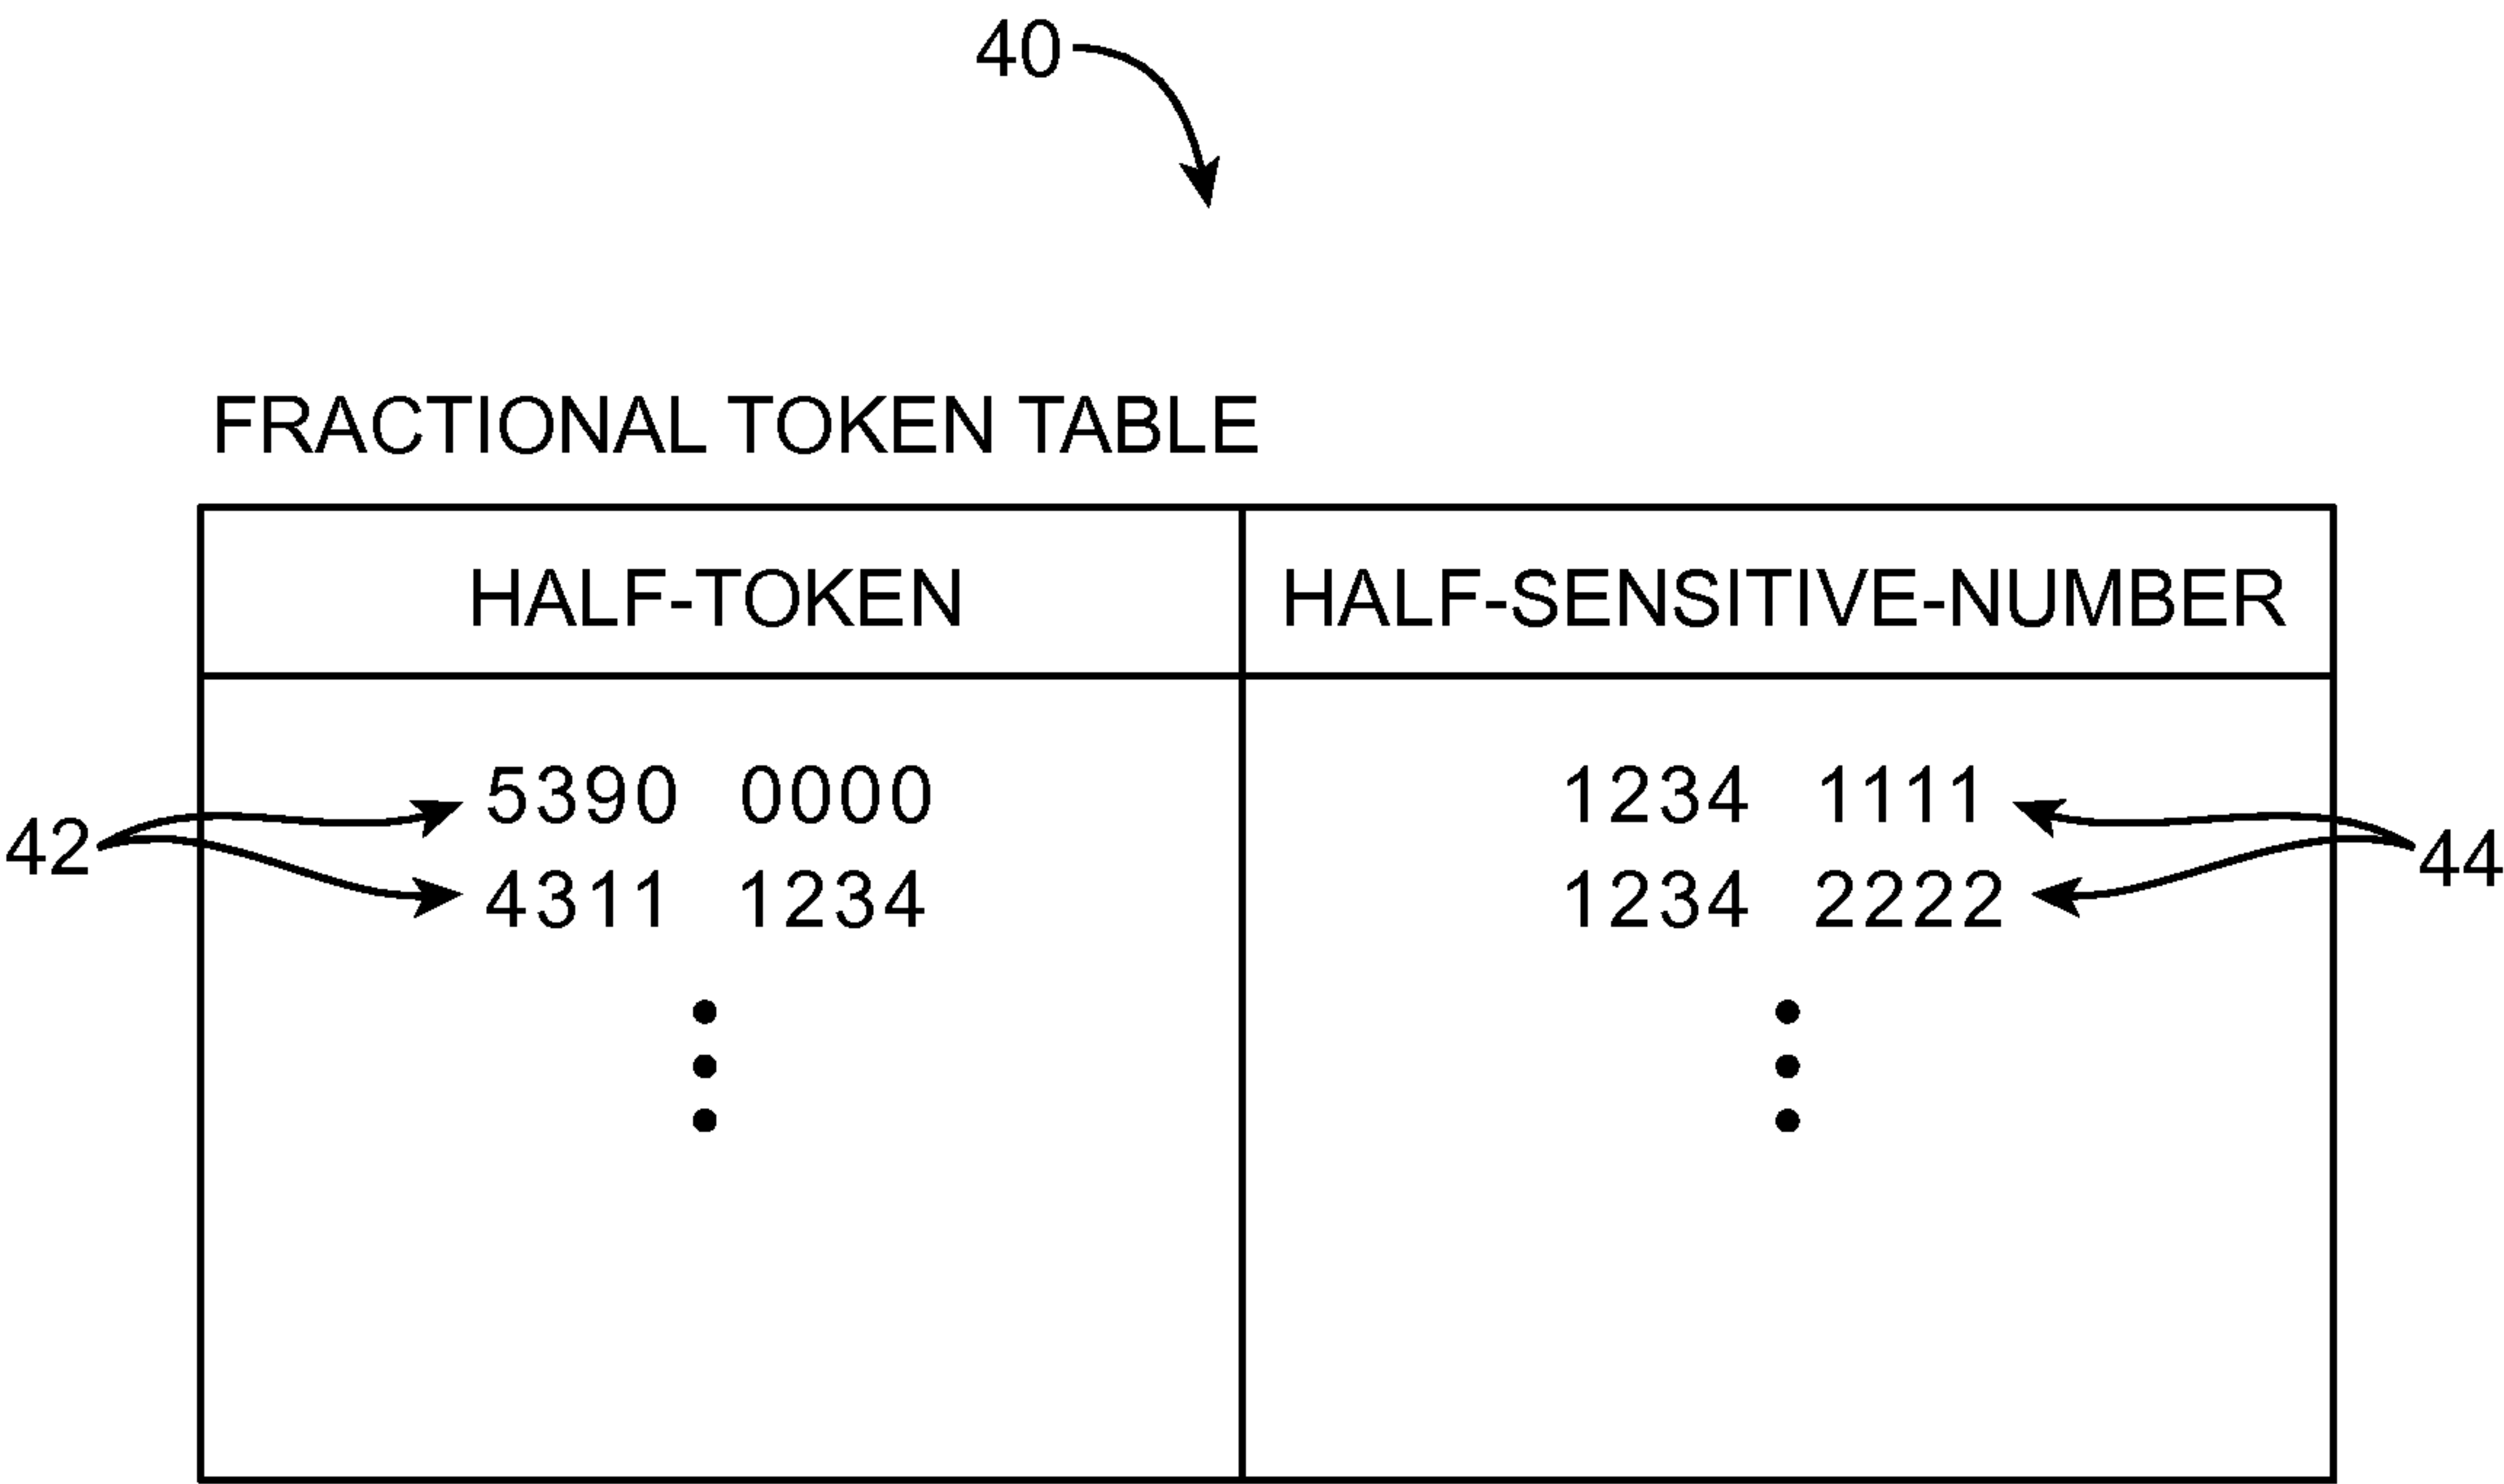 40
FRACTIONAL TOKEN TABLE
HALF-TOKEN HALF-SENSITIVE-NUMBER
5390 0000 1234 1111
42 44
4311 1234 1234 2222